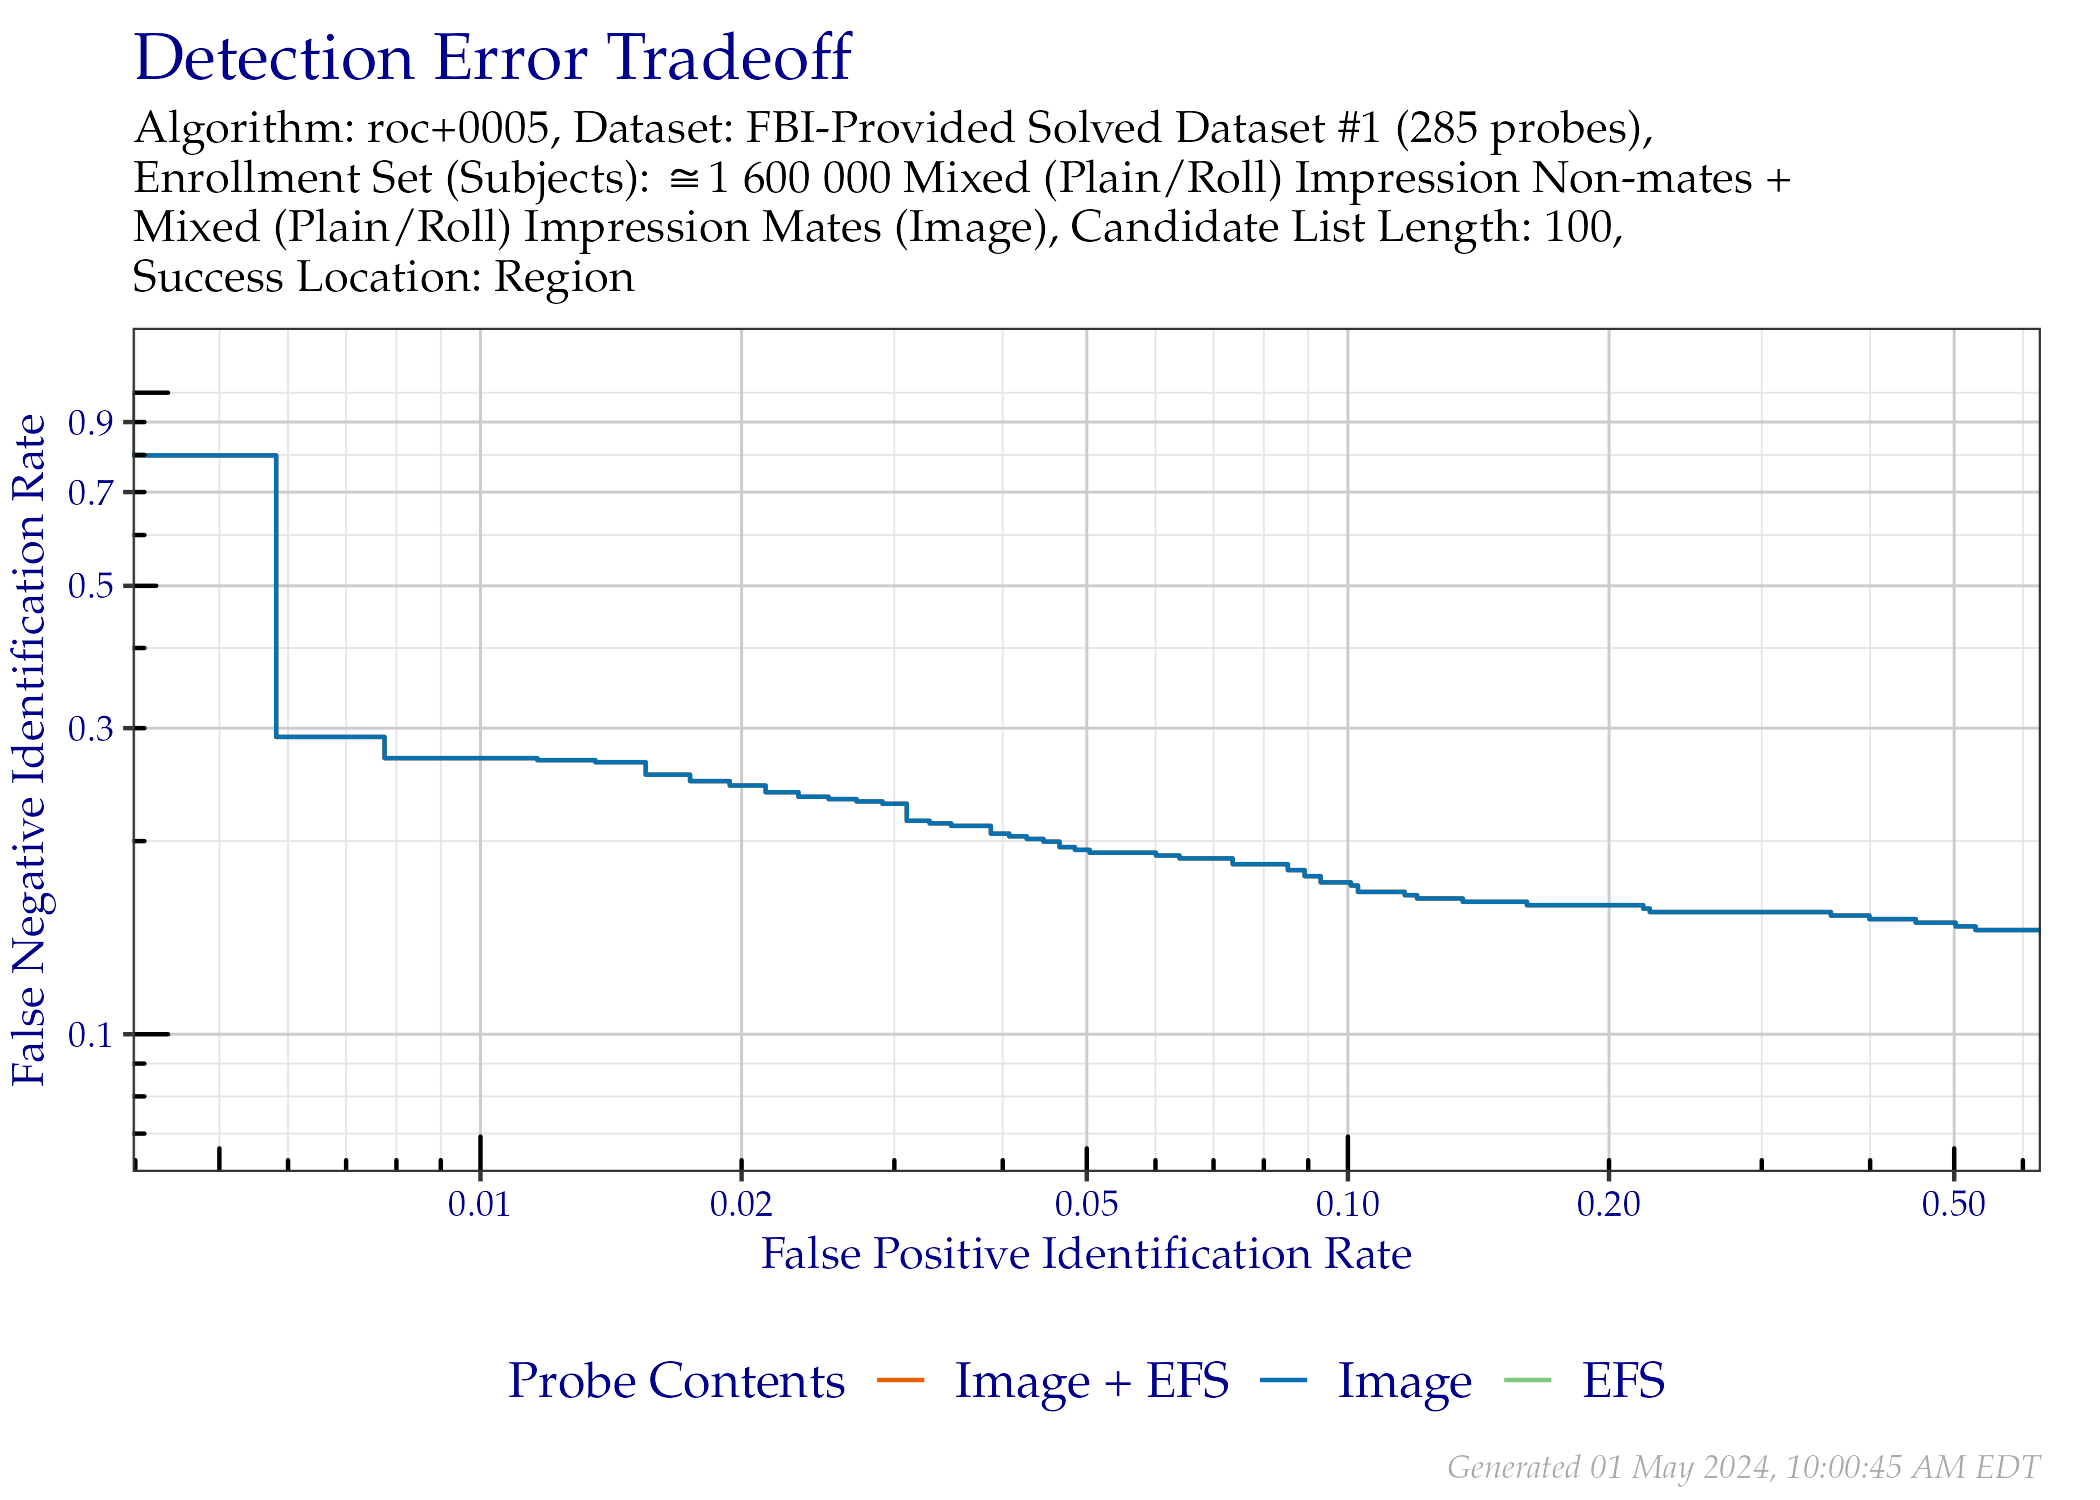 Detection Error Tradeoff
Algorithm: roc+0005, Dataset: FBI-Provided Solved Dataset #1 (285 probes),
Enrollment Set (Subjects): ≅ 1 600 000 Mixed (Plain/Roll) Impression Non-mates +
Mixed (Plain/Roll) Impression Mates (Image), Candidate List Length: 100,
Success Location: Region
False Negative Identification Rate
0.9
0.7
0.5
0.3
0.1
0.01 0.02 0.05 0.10 0.20 0.50
False Positive Identification Rate
Probe Contents Image + EFS Image EFS
Generated 01 May 2024, 10:00:45 AM EDT